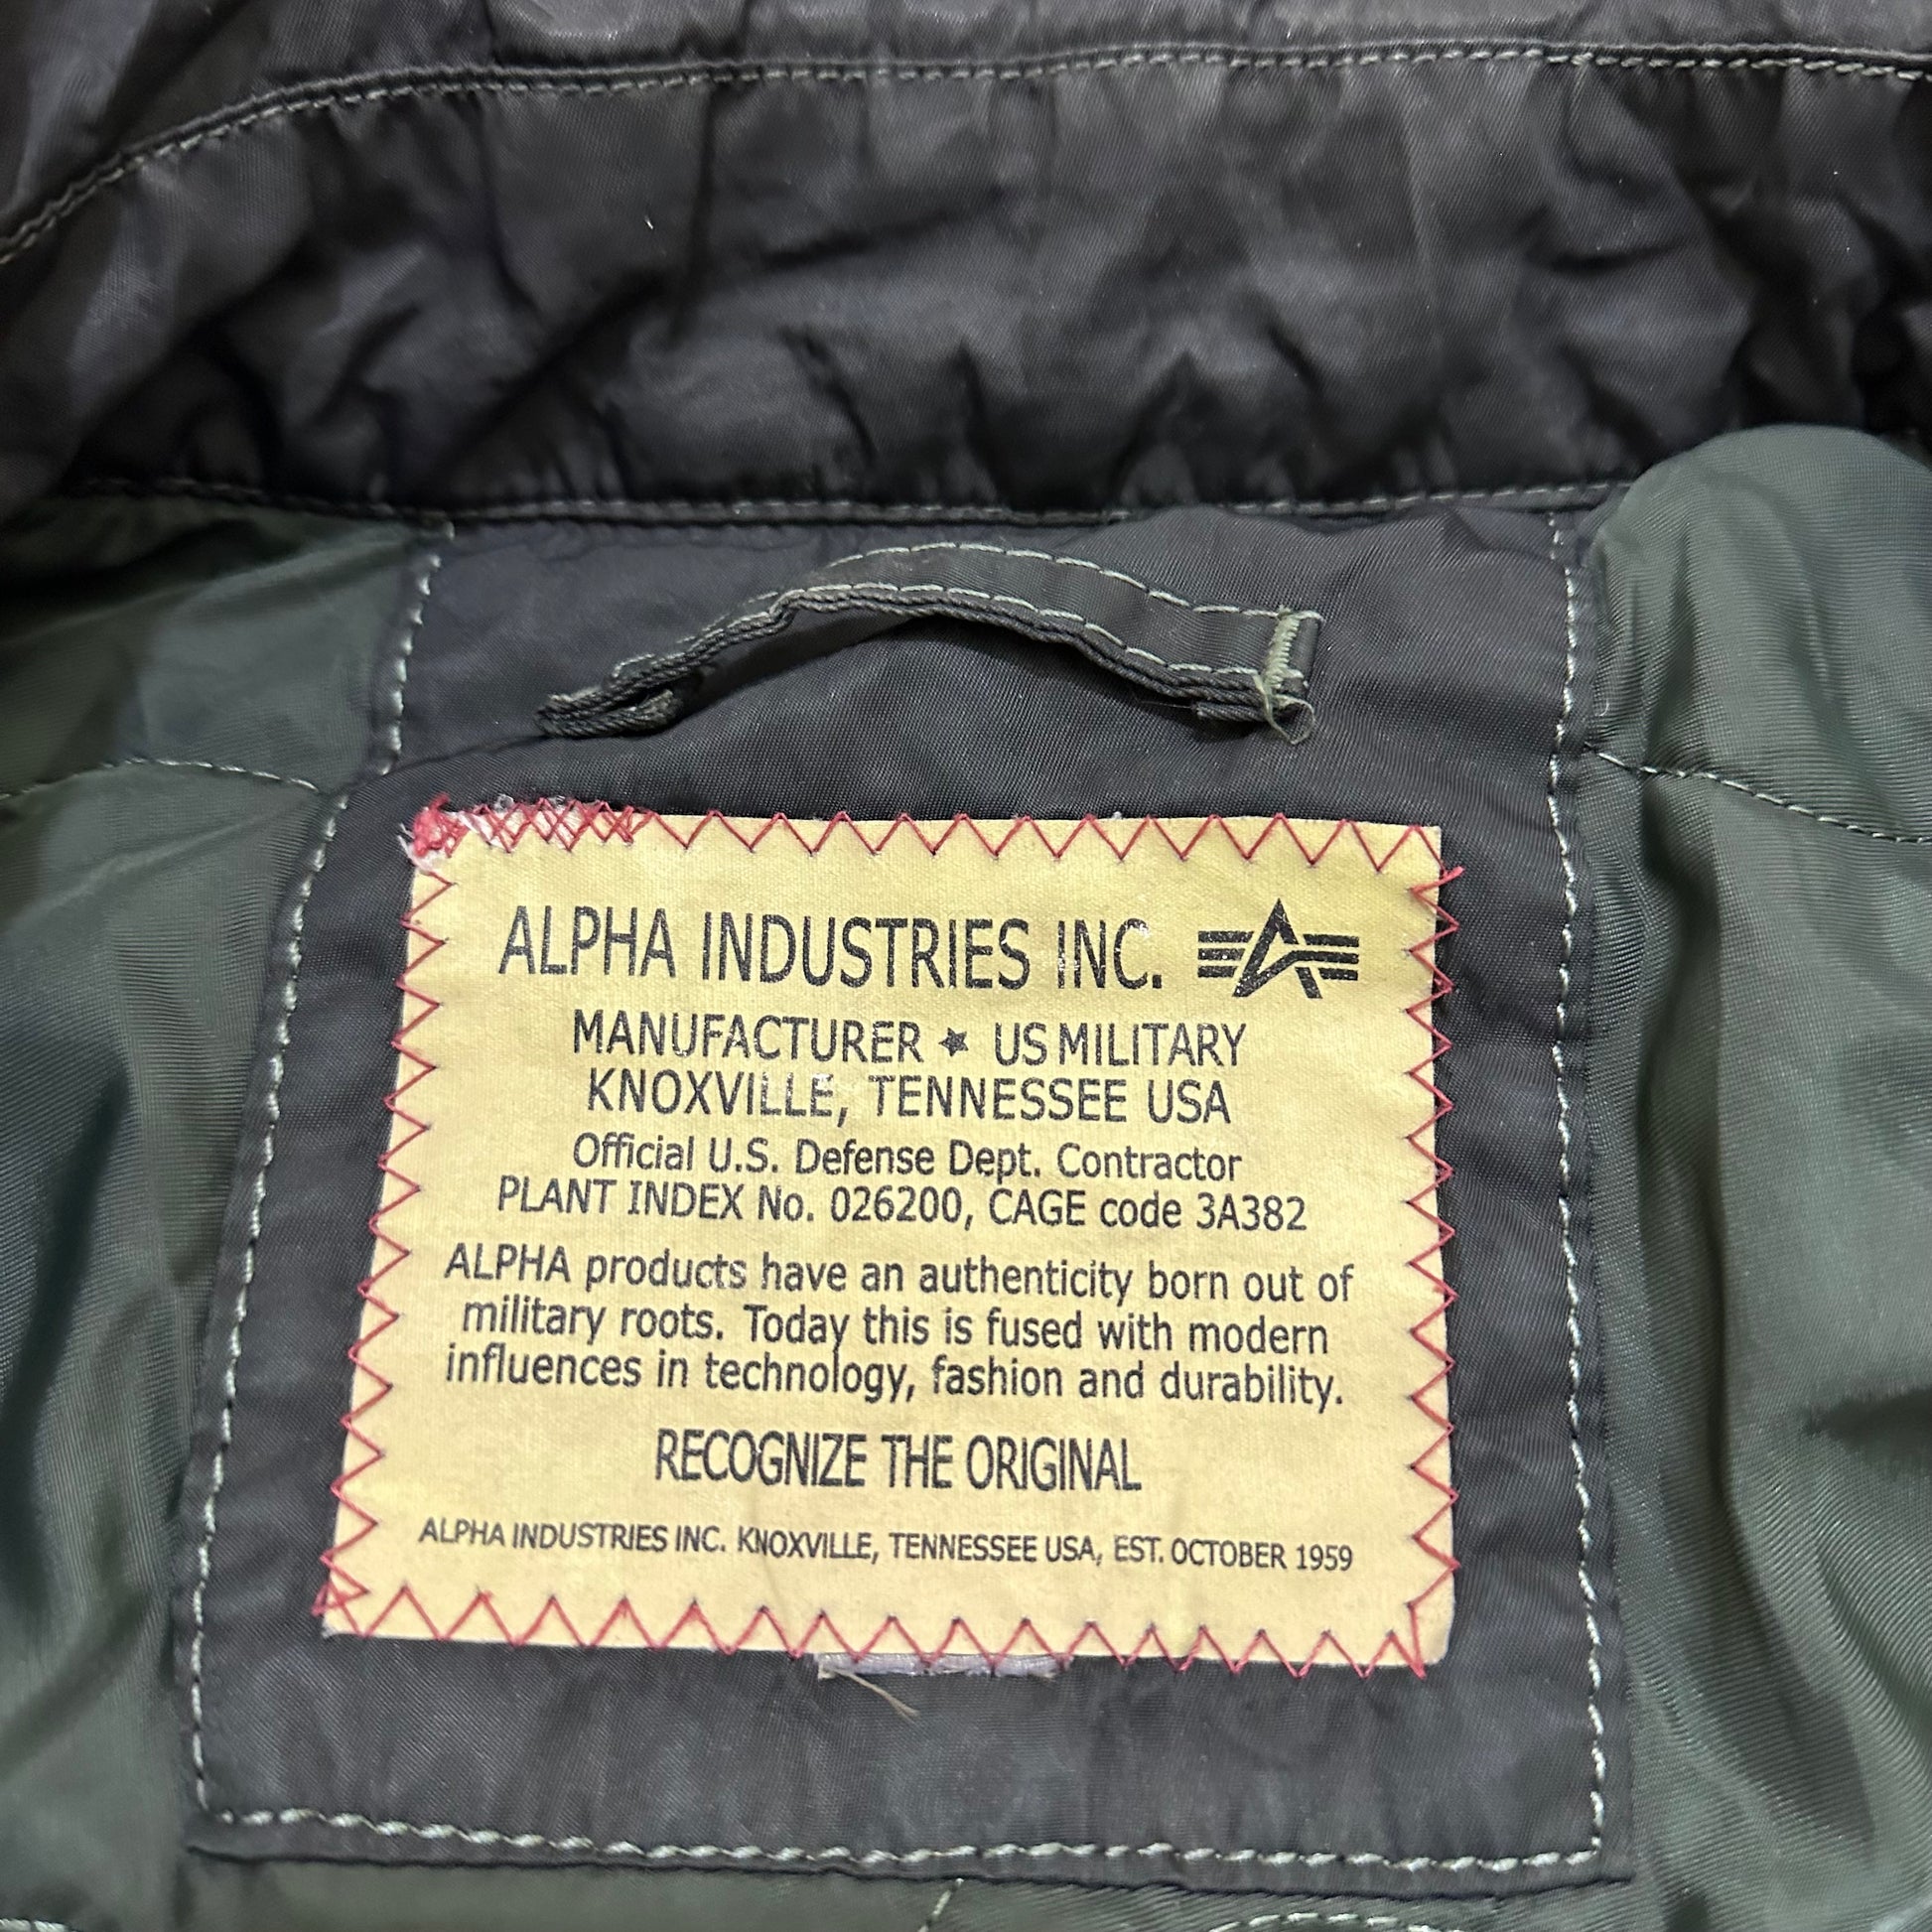 ALPHA INDUSTRIES INC.
MANUFACTURER ★ US MILITARY
KNOXVILLE, TENNESSEE USA
Official U.S. Defense Dept. Contractor
PLANT INDEX No. 026200, CAGE code 3A382
ALPHA products have an authenticity born out of
military roots. Today this is fused with modern
influences in technology, fashion and durability.
RECOGNIZE THE ORIGINAL
ALPHA INDUSTRIES INC. KNOXVILLE, TENNESSEE USA, EST. OCTOBER 1959